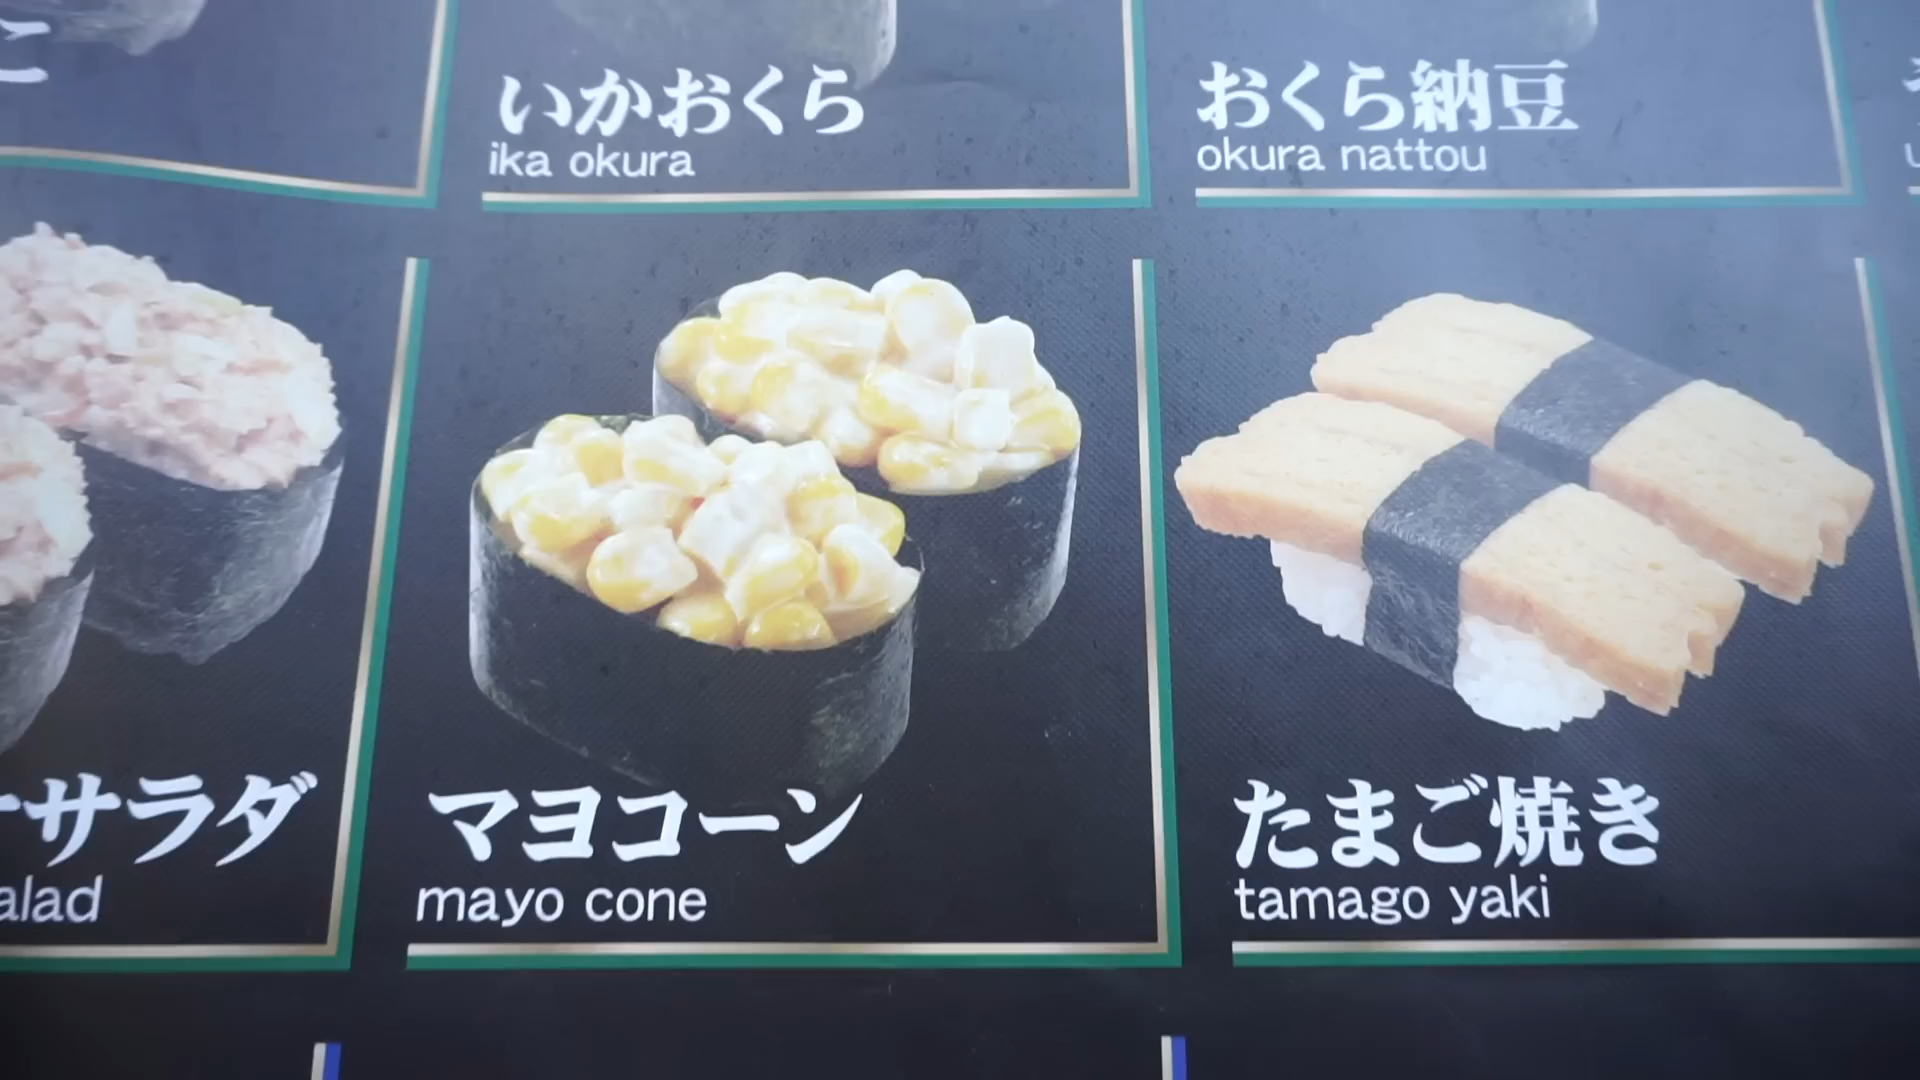 こ
いかおくら
ika okura
おくら納豆
okura nattou
サラダ
alad
マヨコーン
mayo cone
たまご焼き
tamago yaki